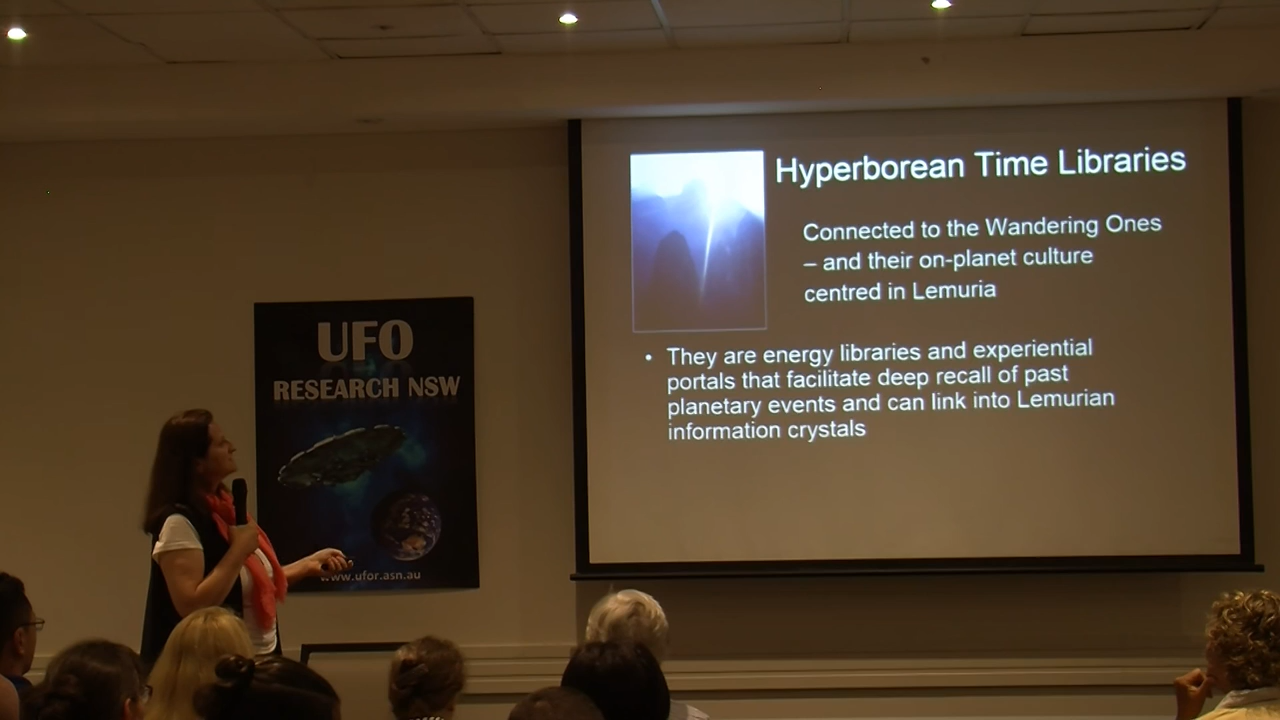 Hyperborean Time Libraries
Connected to the Wandering Ones
– and their on-planet culture
centred in Lemuria
• They are energy libraries and experiential
portals that facilitate deep recall of past
planetary events and can link into Lemurian
information crystals
UFO
RESEARCH NSW
www.ufor.asn.au